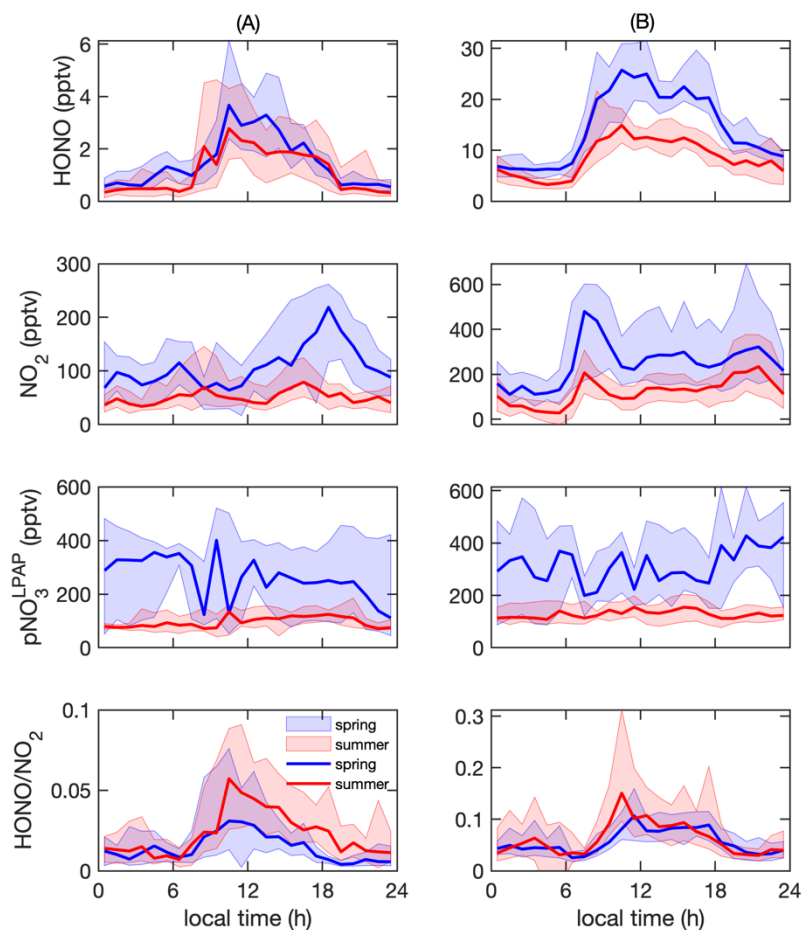 (A) (B)
HONO (pptv)
6
4
2
0
30
20
10
0
NO₂ (pptv)
300
200
100
0
600
400
200
0
pNO₃^LPAP (pptv)
600
400
200
0
600
400
200
0
HONO/NO₂
0.1
0.05
0
spring
summer
spring
summer
0.3
0.2
0.1
0
0 6 12 18 24 0 6 12 18 24
local time (h) local time (h)